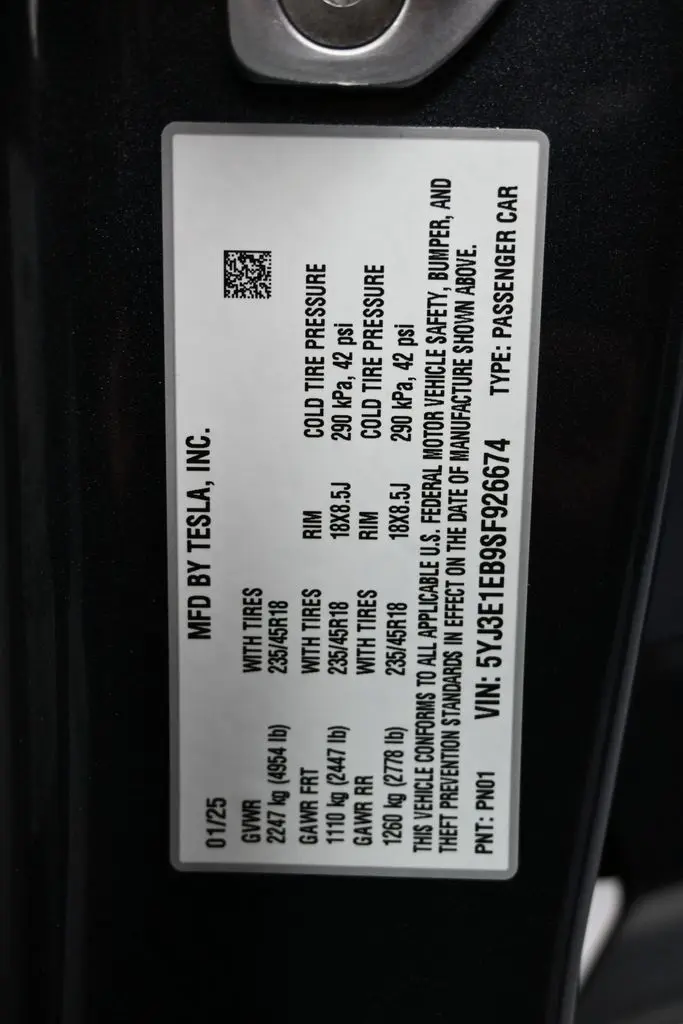 MFD BY TESLA, INC.
01/25
GVWR WITH TIRES
2247 kg (4954 lb) 235/45R18
GAWR FRT WITH TIRES RIM COLD TIRE PRESSURE
1110 kg (2447 lb) 235/45R18 18X8.5J 290 kPa, 42 psi
GAWR RR WITH TIRES RIM COLD TIRE PRESSURE
1260 kg (2778 lb) 235/45R18 18X8.5J 290 kPa, 42 psi
THIS VEHICLE CONFORMS TO ALL APPLICABLE U.S. FEDERAL MOTOR VEHICLE SAFETY, BUMPER, AND
THEFT PREVENTION STANDARDS IN EFFECT ON THE DATE OF MANUFACTURE SHOWN ABOVE.
PNT: PN01 VIN: 5YJ3E1EB9SF926674 TYPE: PASSENGER CAR